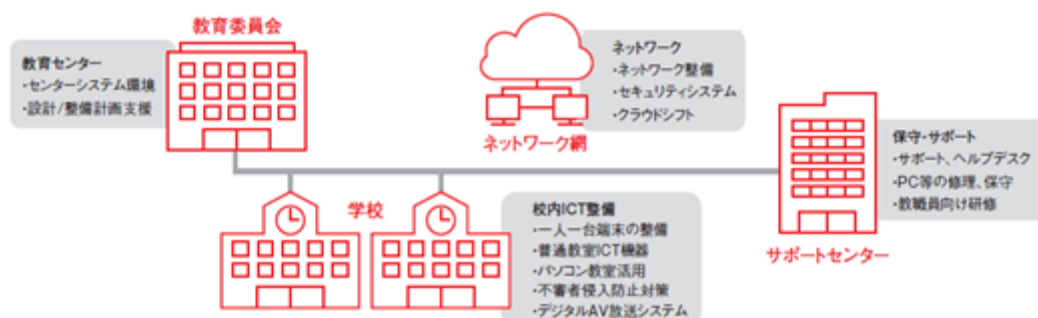 教育委員会
教育センター
・センターシステム環境
・設計/整備計画支援
ネットワーク
・ネットワーク整備
・セキュリティシステム
・クラウドシフト
ネットワーク網
保守・サポート
・サポート、ヘルプデスク
・PC等の修理、保守
・教職員向け研修
サポートセンター
学校
校内ICT整備
・一人一台端末の整備
・普通教室ICT機器
・パソコン教室活用
・不審者侵入防止対策
・デジタルAV放送システム